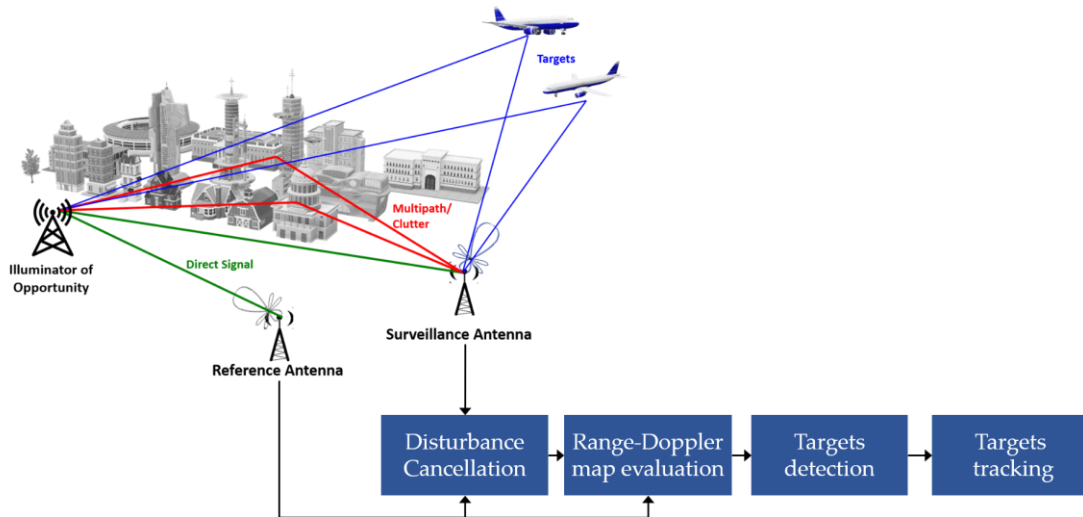 Targets
Multipath/
Clutter
Direct Signal
Illuminator of
Opportunity
Surveillance Antenna
Reference Antenna
Disturbance
Cancellation
Range-Doppler
map evaluation
Targets
detection
Targets
tracking